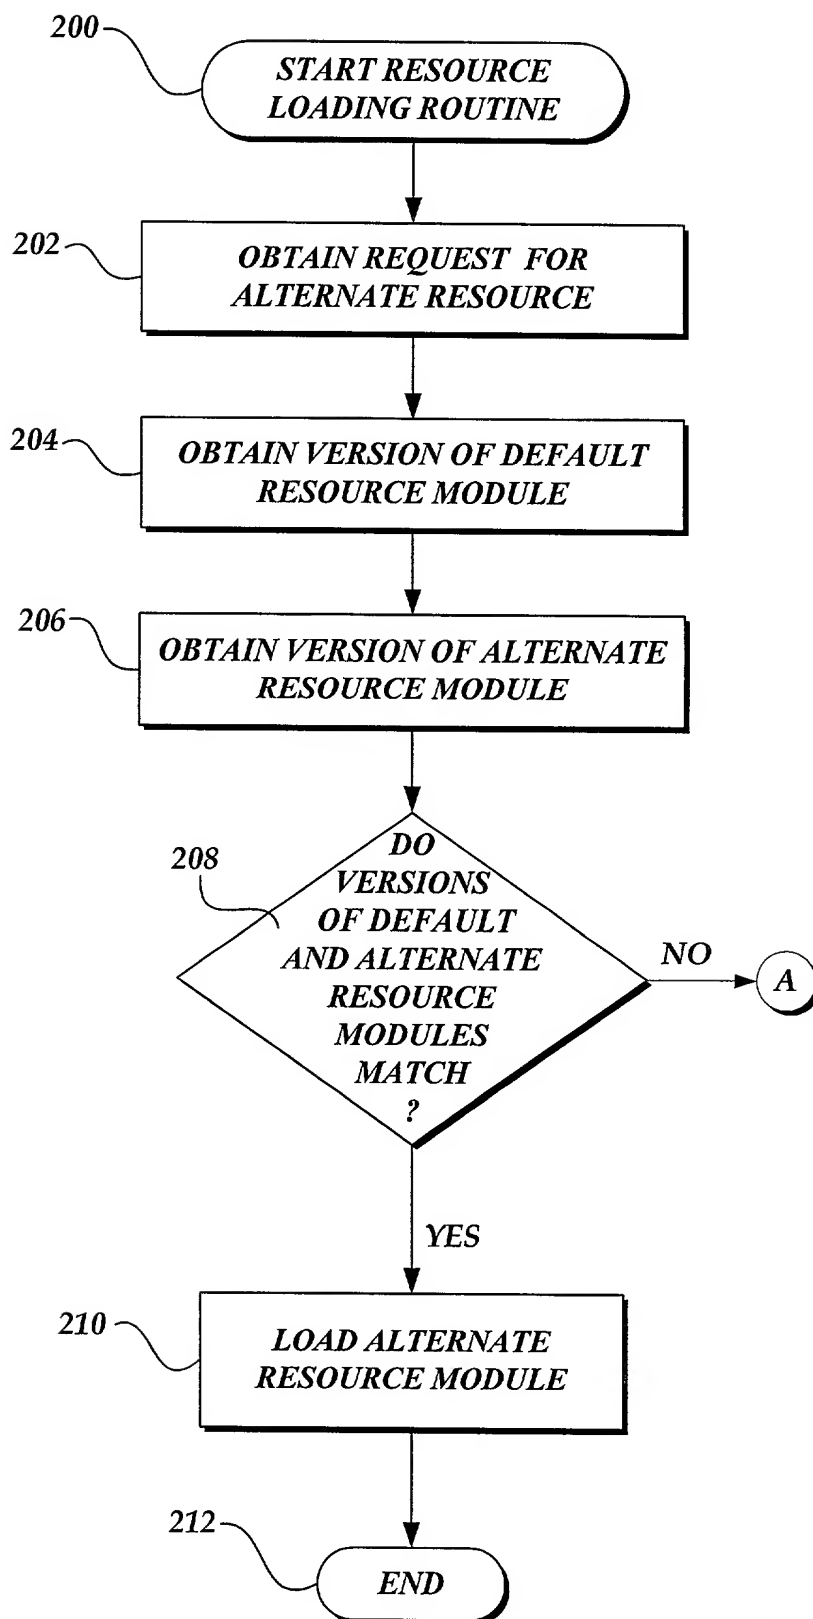 200
START RESOURCE
LOADING ROUTINE
202
OBTAIN REQUEST FOR
ALTERNATE RESOURCE
204
OBTAIN VERSION OF DEFAULT
RESOURCE MODULE
206
OBTAIN VERSION OF ALTERNATE
RESOURCE MODULE
208
DO
VERSIONS
OF DEFAULT
AND ALTERNATE
RESOURCE
MODULES
MATCH
?
NO
A
YES
210
LOAD ALTERNATE
RESOURCE MODULE
212
END